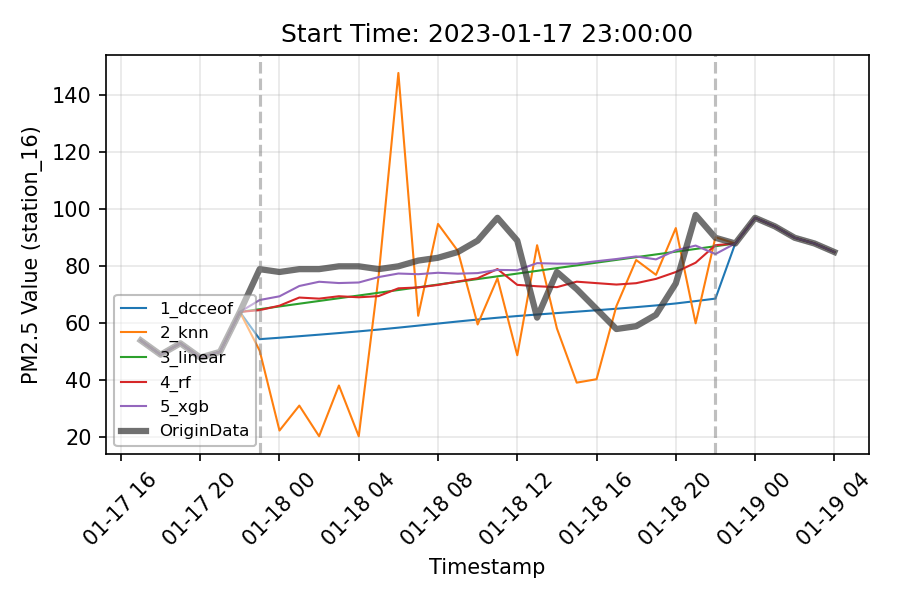 Start Time: 2023-01-17 23:00:00
PM2.5 Value (station_16)
140
120
100
80
60
40
20
1_dcceof
2_knn
3_linear
4_rf
5_xgb
OriginData
01-17 16
01-17 20
01-18 00
01-18 04
01-18 08
01-18 12
01-18 16
01-18 20
01-19 00
01-19 04
Timestamp